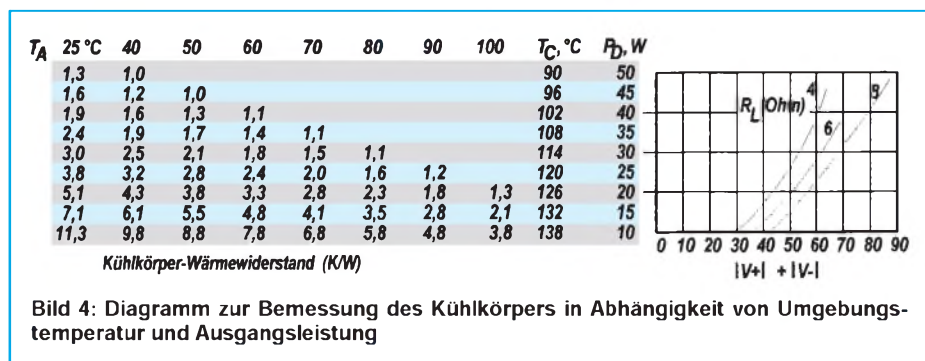 T_A 25 °C 40 50 60 70 80 90 100 T_C, °C P_D, W
1,3 1,0 90 50
1,6 1,2 1,0 96 45
1,9 1,6 1,3 1,1 102 40
2,4 1,9 1,7 1,4 1,1 108 35
3,0 2,5 2,1 1,8 1,5 1,1 114 30
3,8 3,2 2,8 2,4 2,0 1,6 1,2 120 25
5,1 4,3 3,8 3,3 2,8 2,3 1,8 1,3 126 20
7,1 6,1 5,5 4,8 4,1 3,5 2,8 2,1 132 15
11,3 9,8 8,8 7,8 6,8 5,8 4,8 3,8 138 10
Kühlkörper-Wärmewiderstand (K/W)
R_L (Ohm) 4 6 8
0 10 20 30 40 50 60 70 80 90
|V+| + |V-|
Bild 4: Diagramm zur Bemessung des Kühlkörpers in Abhängigkeit von Umgebungs-
temperatur und Ausgangsleistung